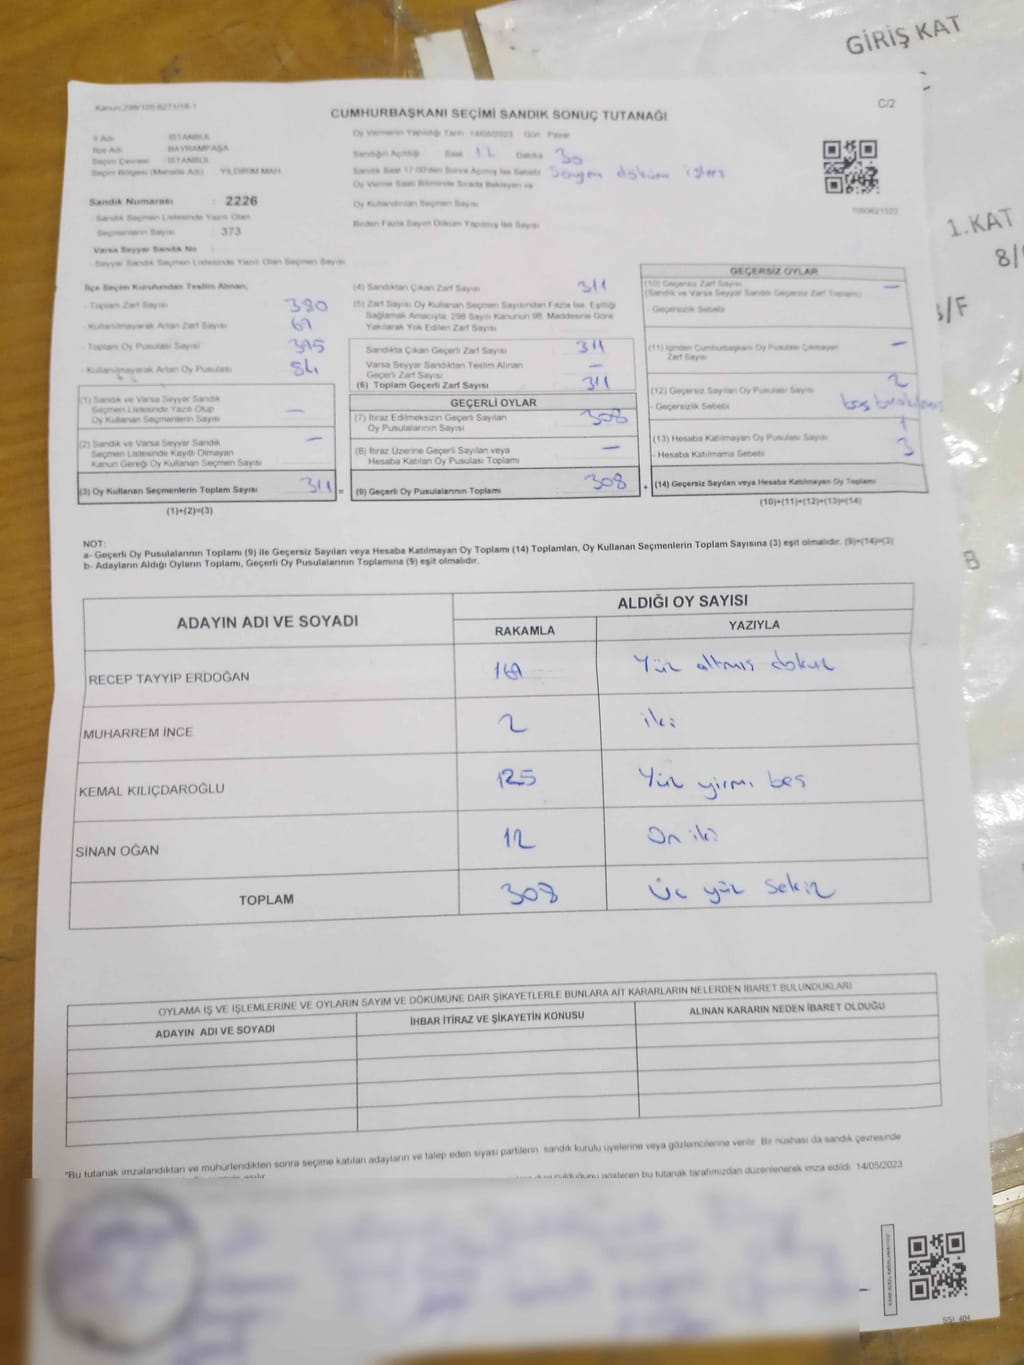 GİRİŞ KAT
C/2
CUMHURBAŞKANI SEÇİMİ SANDIK SONUÇ TUTANAĞI
İl Adı : İSTANBUL
İlçe Adı : BAYRAMPAŞA
Seçim Çevresi : İSTANBUL
Seçim Bölgesi (Mahalle Adı) : YILDIRIM MAH
Sandık Numarası : 2226
Sandık Seçmen Listesinde Yazılı Olan
Seçmenlerin Sayısı : 373
Varsa Seyyar Sandık No
Seyyar Sandık Seçmen Listesinde Yazılı Olan Seçmen Sayısı
Oy Vermenin Yapıldığı Tarih : 14/05/2023 Gün : Pazar
Sandığın Açıldığı Saat 17 Dakika 30
Sandık Saat 17:00'den Sonra Açılmış İse Sebebi Sayım döküm işlemi
Oy Verme Saati Bitiminde Sırada Bekleyen ve
Oy Kullandırılan Seçmen Sayısı
Birden Fazla Sayım Döküm Yapılmış İse Sayısı
1.KAT
İlçe Seçim Kurulundan Teslim Alınan;
- Toplam Zarf Sayısı 380
- Kullanılmayarak Artan Zarf Sayısı 69
- Toplam Oy Pusulası Sayısı 395
- Kullanılmayarak Artan Oy Pusulası 84
(1) Sandık ve Varsa Seyyar Sandık
Seçmen Listesinde Yazılı Olup
Oy Kullanan Seçmenlerin Sayısı —
(2) Sandık ve Varsa Seyyar Sandık
Seçmen Listesinde Kayıtlı Olmayan
Kanun Gereği Oy Kullanan Seçmen Sayısı —
(3) Oy Kullanan Seçmenlerin Toplam Sayısı 311 =
(1)+(2)=(3)
(4) Sandıktan Çıkan Zarf Sayısı 311
(5) Zarf Sayısı Oy Kullanan Seçmen Sayısından Fazla İse, Eşitliği
Sağlamak Amacıyla; 298 Sayılı Kanunun 98. Maddesine Göre
Yakılarak Yok Edilen Zarf Sayısı
Sandıkta Çıkan Geçerli Zarf Sayısı 311
Varsa Seyyar Sandıktan Teslim Alınan
Geçerli Zarf Sayısı —
(6) Toplam Geçerli Zarf Sayısı 311
GEÇERLİ OYLAR
(7) İtiraz Edilmeksizin Geçerli Sayılan
Oy Pusulalarının Sayısı 308
(8) İtiraz Üzerine Geçerli Sayılan veya
Hesaba Katılan Oy Pusulası Toplamı —
(9) Geçerli Oy Pusulalarının Toplamı 308 +
GEÇERSİZ OYLAR
(10) Geçersiz Zarf Sayısı —
(Sandık ve Varsa Seyyar Sandık Geçersiz Zarf Toplamı)
- Geçersizlik Sebebi
(11) İçinden Cumhurbaşkanı Oy Pusulası Çıkmayan
Zarf Sayısı —
(12) Geçersiz Sayılan Oy Pusulası Sayısı 2
- Geçersizlik Sebebi
(13) Hesaba Katılmayan Oy Pusulası Sayısı 1
- Hesaba Katılmama Sebebi 3
(14) Geçersiz Sayılan veya Hesaba Katılmayan Oy Toplamı
(10)+(11)+(12)+(13)=(14)
NOT:
a- Geçerli Oy Pusulalarının Toplamı (9) ile Geçersiz Sayılan veya Hesaba Katılmayan Oy Toplamı (14) Toplamları, Oy Kullanan Seçmenlerin Toplam Sayısına (3) eşit olmalıdır. (9)+(14)=(3)
b- Adayların Aldığı Oyların Toplamı, Geçerli Oy Pusulalarının Toplamına (9) eşit olmalıdır.
ADAYIN ADI VE SOYADI ALDIĞI OY SAYISI
RAKAMLA YAZIYLA
RECEP TAYYİP ERDOĞAN 169 Yüz altmış dokuz
MUHARREM İNCE 2 iki
KEMAL KILIÇDAROĞLU 125 Yüz yirmi beş
SİNAN OĞAN 12 On iki
TOPLAM 308 Üç yüz sekiz
OYLAMA İŞ VE İŞLEMLERİNE VE OYLARIN SAYIM VE DÖKÜMÜNE DAİR ŞİKAYETLERLE BUNLARA AİT KARARLARIN NELERDEN İBARET BULUNDUKLARI
ADAYIN ADI VE SOYADI İHBAR İTİRAZ VE ŞİKAYETİN KONUSU ALINAN KARARIN NEDEN İBARET OLDUĞU
*Bu tutanak imzalandıktan ve mühürlendikten sonra seçime katılan adayların ve talep eden siyasi partilerin sandık kurulu üyelerine veya gözlemcilerine verilir. Bir nüshası da sandık çevresinde
gösteren bu tutanak tarafımızdan düzenlenerek imza edildi. 14/05/2023